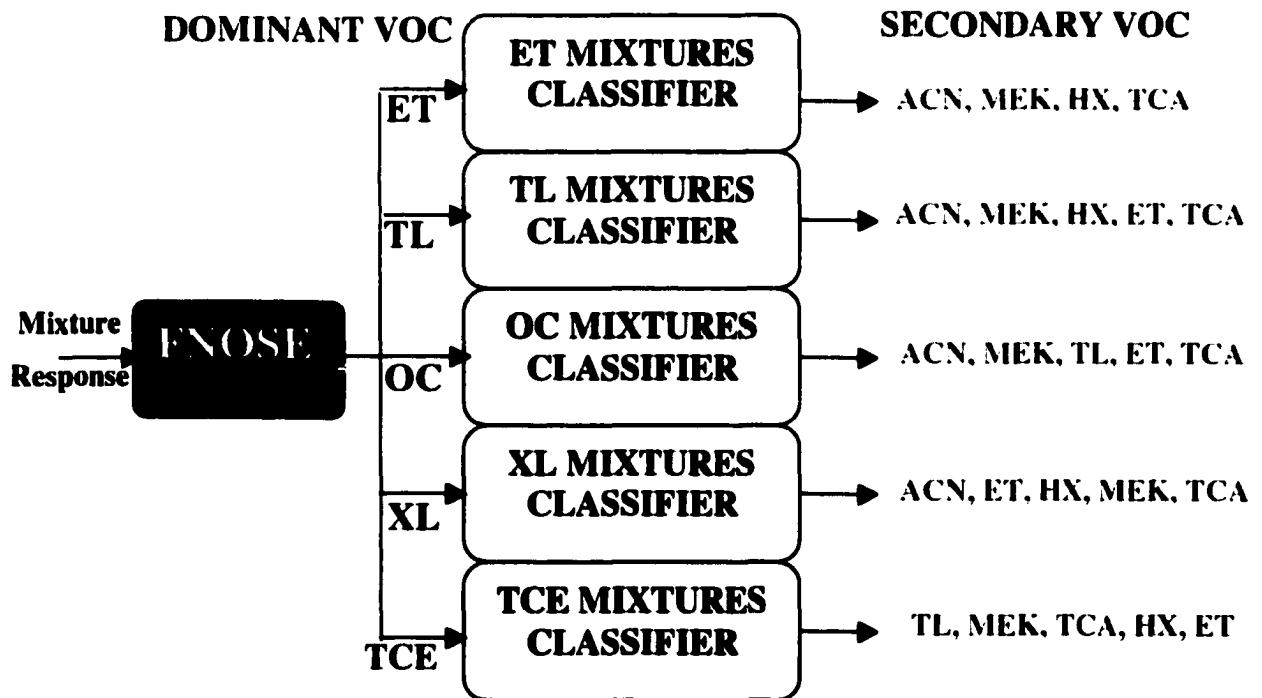 DOMINANT VOC
SECONDARY VOC
ET MIXTURES
CLASSIFIER
ET
ACN, MEK, HX, TCA
TL MIXTURES
CLASSIFIER
TL
ACN, MEK, HX, ET, TCA
Mixture
Response
ENOSE
OC MIXTURES
CLASSIFIER
OC
ACN, MEK, TL, ET, TCA
XL MIXTURES
CLASSIFIER
XL
ACN, ET, HX, MEK, TCA
TCE MIXTURES
CLASSIFIER
TCE
TL, MEK, TCA, HX, ET